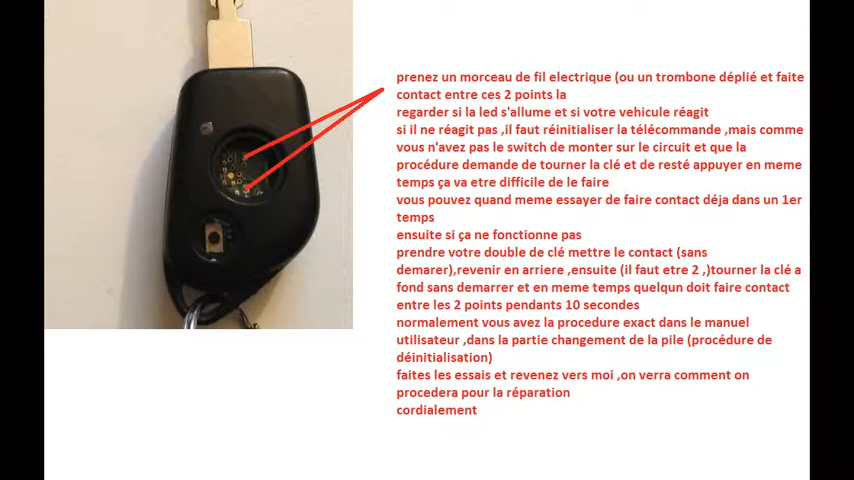 prenez un morceau de fil electrique (ou un trombone déplié et faite
contact entre ces 2 points la
regarder si la led s'allume et si votre vehicule réagit
si il ne réagit pas ,il faut réinitialiser la télécommande ,mais comme
vous n'avez pas le switch de monter sur le circuit et que la
procédure demande de tourner la clé et de resté appuyer en meme
temps ça va etre difficile de le faire
vous pouvez quand meme essayer de faire contact déja dans un 1er
temps
ensuite si ça ne fonctionne pas
prendre votre double de clé mettre le contact (sans
demarer),revenir en arriere ,ensuite (il faut etre 2 ,)tourner la clé a
fond sans demarrer et en meme temps quelqun doit faire contact
entre les 2 points pendants 10 secondes
normalement vous avez la procedure exact dans le manuel
utilisateur ,dans la partie changement de la pile (procédure de
déinitialisation)
faites les essais et revenez vers moi ,on verra comment on
procedera pour la réparation
cordialement